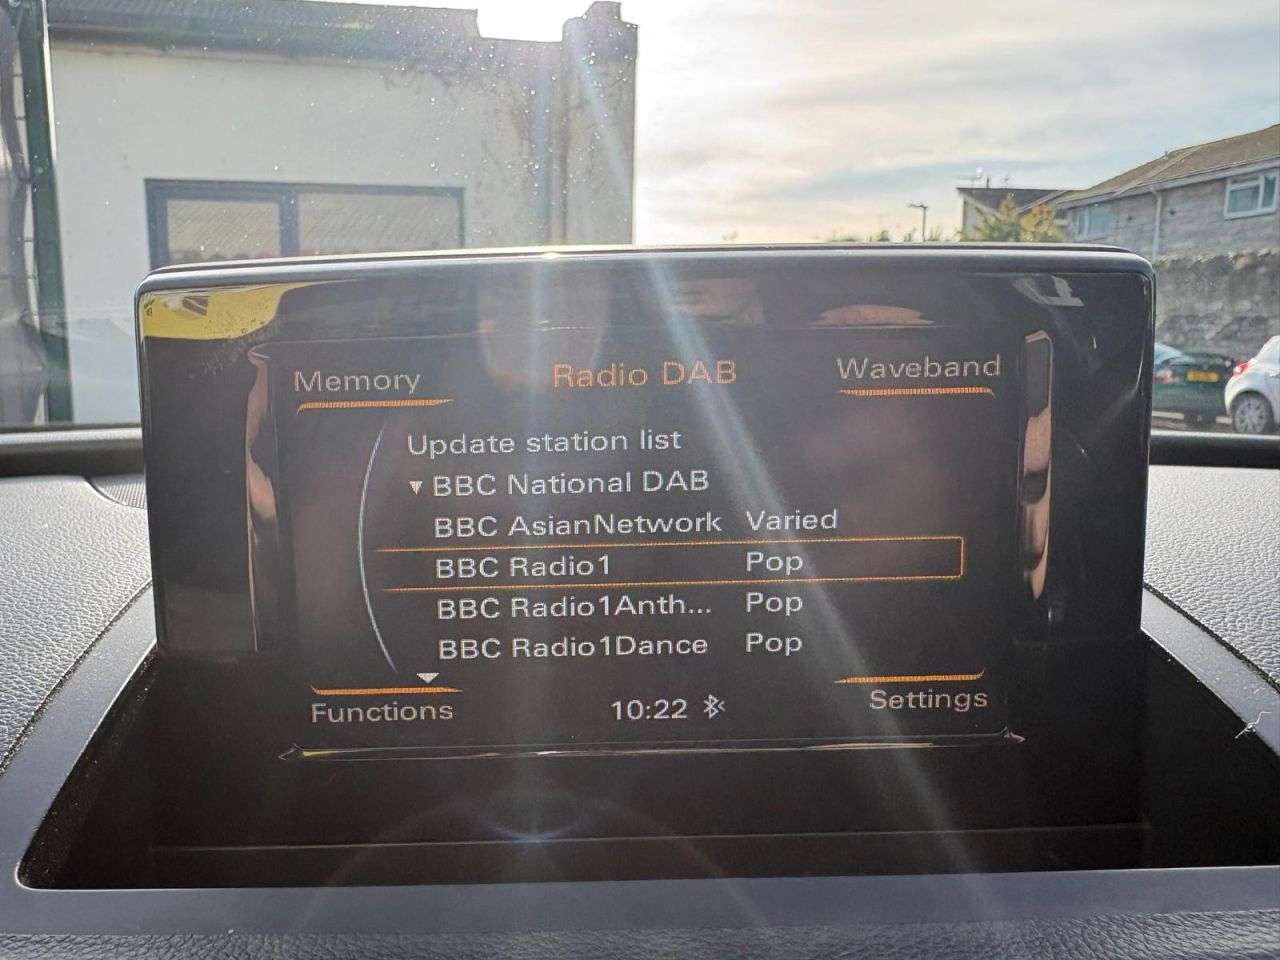 Memory Radio DAB Waveband
Update station list
▼ BBC National DAB
BBC AsianNetwork Varied
BBC Radio1 Pop
BBC Radio1Anth... Pop
BBC Radio1Dance Pop
Functions 10:22 Settings